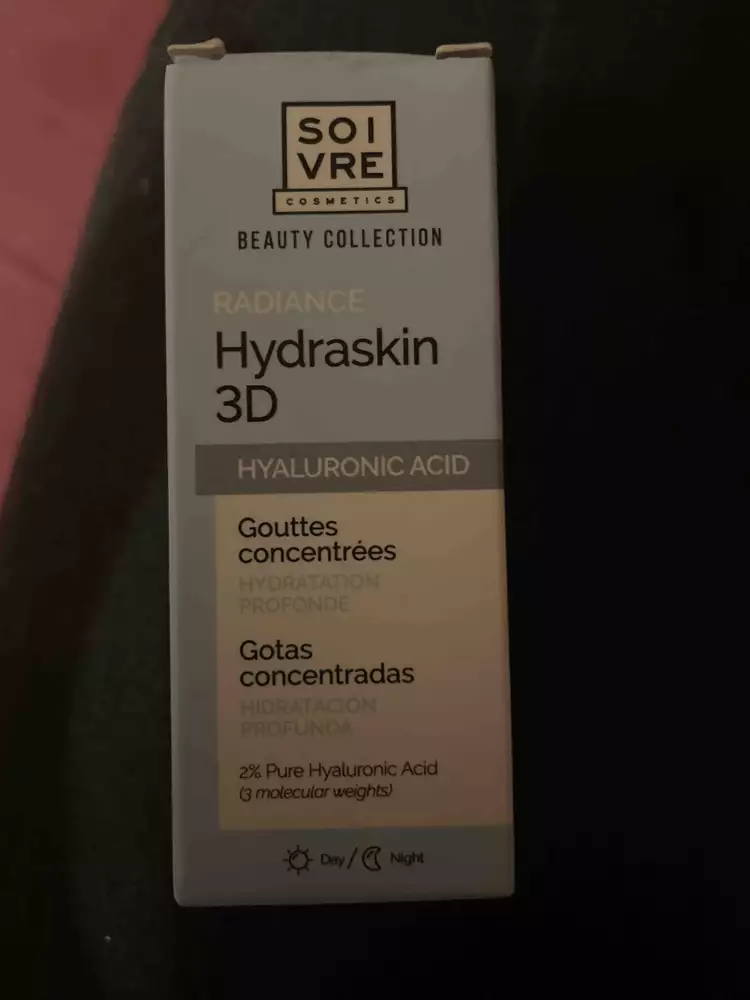 SOI
VRE
COSMETICS
BEAUTY COLLECTION
RADIANCE
Hydraskin
3D
HYALURONIC ACID
Gouttes
concentrées
HYDRATATION
PROFONDE
Gotas
concentradas
HIDRATACIÓN
PROFUNDA
2% Pure Hyaluronic Acid
(3 molecular weights)
Day / Night